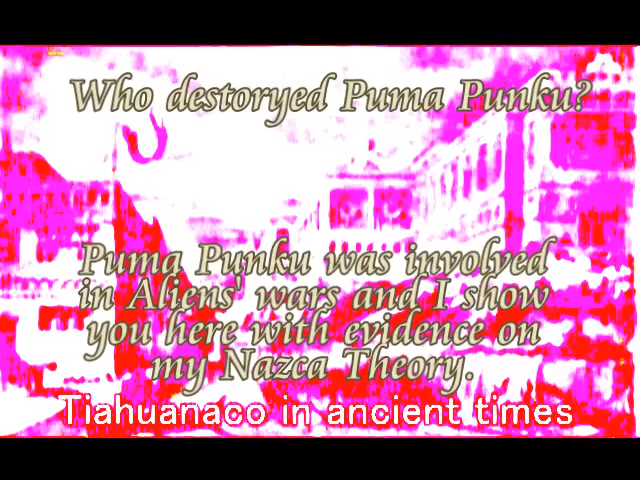 Who destoryed Puma Punku?
Puma Punku was involved
in Aliens' wars and I show
you here with evidence on
my Nazca Theory.
Tiahuanaco in ancient times